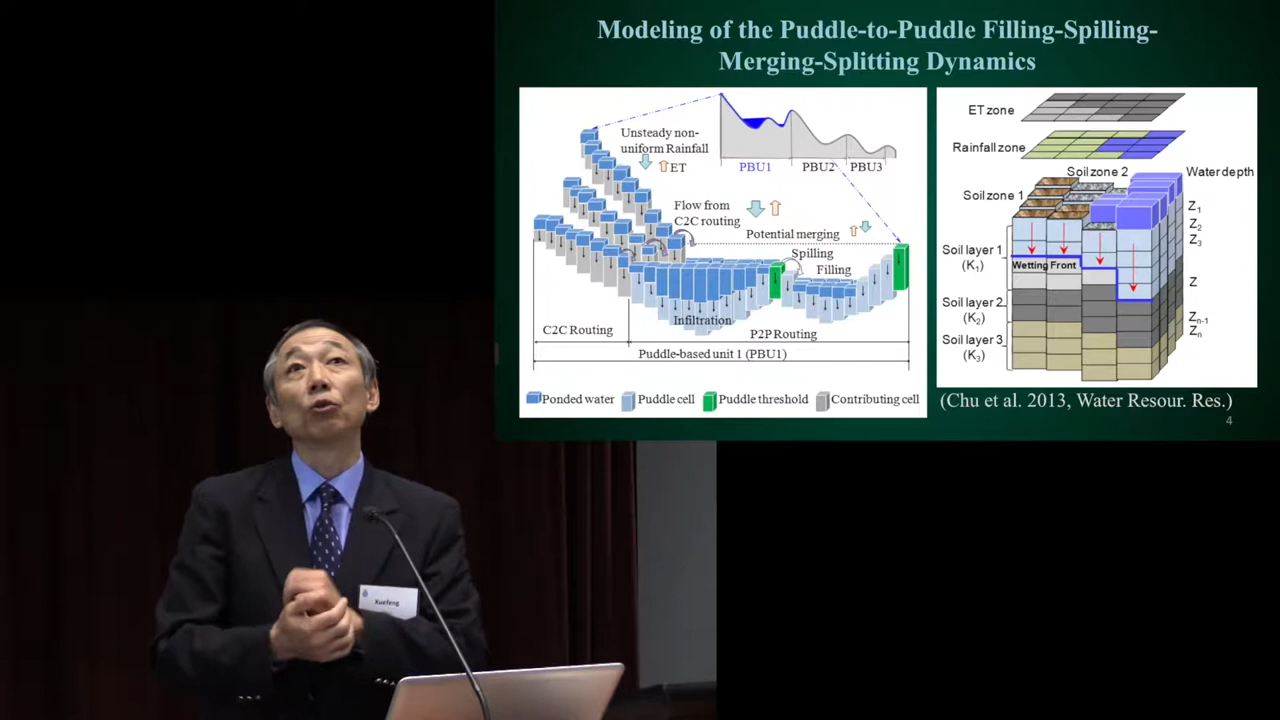 Modeling of the Puddle-to-Puddle Filling-Spilling-
Merging-Splitting Dynamics
Unsteady non-
uniform Rainfall
ET
PBU1
PBU2
PBU3
Flow from
C2C routing
Potential merging
Spilling
Filling
Infiltration
C2C Routing
P2P Routing
Puddle-based unit 1 (PBU1)
Ponded water
Puddle cell
Puddle threshold
Contributing cell
ET zone
Rainfall zone
Soil zone 2
Water depth
Soil zone 1
Z1
Z2
Z3
Soil layer 1
(K1)
Wetting Front
Z
Soil layer 2
(K2)
Zn-1
Zn
Soil layer 3
(K3)
(Chu et al. 2013, Water Resour. Res.)
4
Xuefeng